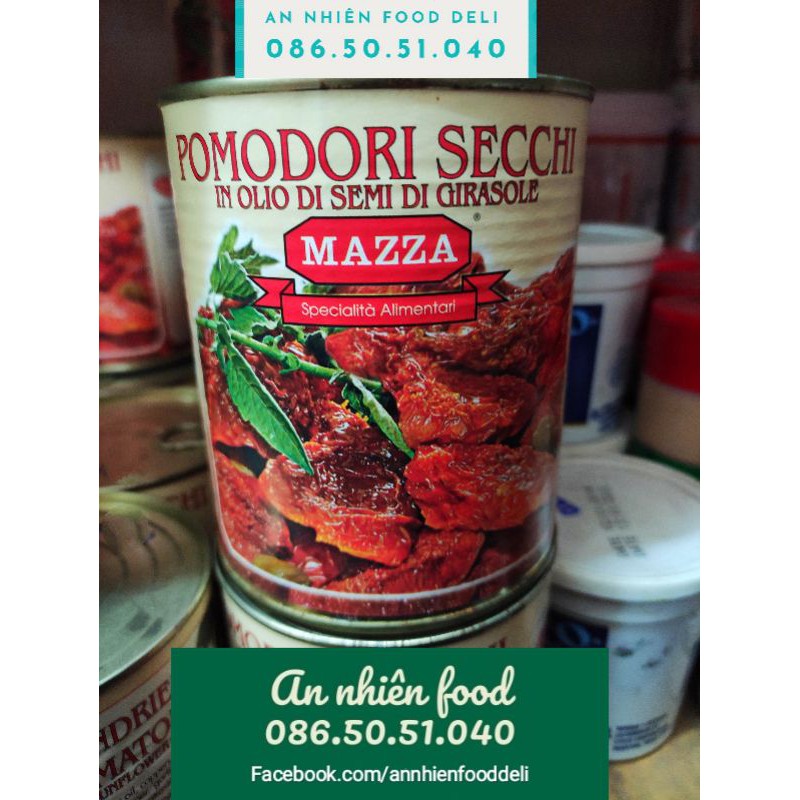 AN NHIÊN FOOD DELI
086.50.51.040
POMODORI SECCHI
IN OLIO DI SEMI DI GIRASOLE
MAZZA
®
Specialità Alimentari
An nhiên food
086.50.51.040
Facebook.com/annhienfooddeli